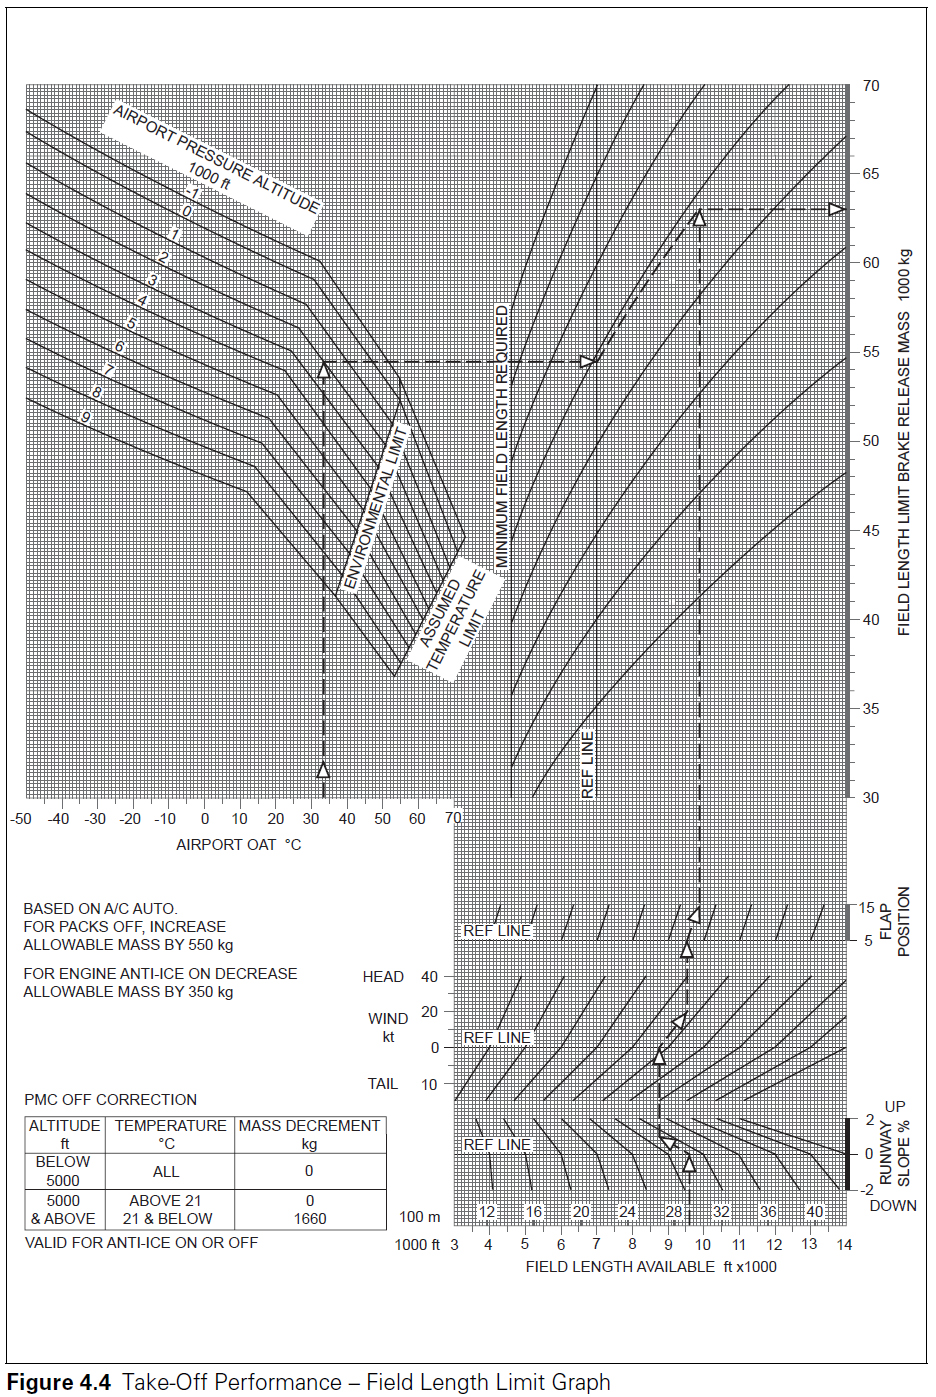 70
65
60
55
50
45
40
35
30
FIELD LENGTH LIMIT BRAKE RELEASE MASS 1000 kg
AIRPORT PRESSURE ALTITUDE
1000 ft
-1
0
1
2
3
4
5
6
7
8
9
ENVIRONMENTAL LIMIT
ASSUMED
TEMPERATURE
LIMIT
MINIMUM FIELD LENGTH REQUIRED
REF LINE
-50 -40 -30 -20 -10 0 10 20 30 40 50 60 70
AIRPORT OAT °C
BASED ON A/C AUTO.
FOR PACKS OFF, INCREASE
ALLOWABLE MASS BY 550 kg
FOR ENGINE ANTI-ICE ON DECREASE
ALLOWABLE MASS BY 350 kg
REF LINE
15
5
FLAP
POSITION
HEAD 40
20
WIND
kt
0
TAIL 10
REF LINE
PMC OFF CORRECTION
ALTITUDE TEMPERATURE MASS DECREMENT
ft °C kg
BELOW
5000 ALL 0
5000 ABOVE 21 0
& ABOVE 21 & BELOW 1660
VALID FOR ANTI-ICE ON OR OFF
REF LINE
UP
2
0
-2
DOWN
RUNWAY
SLOPE %
100 m 12 16 20 24 28 32 36 40
1000 ft 3 4 5 6 7 8 9 10 11 12 13 14
FIELD LENGTH AVAILABLE ft x1000
Figure 4.4 Take-Off Performance – Field Length Limit Graph